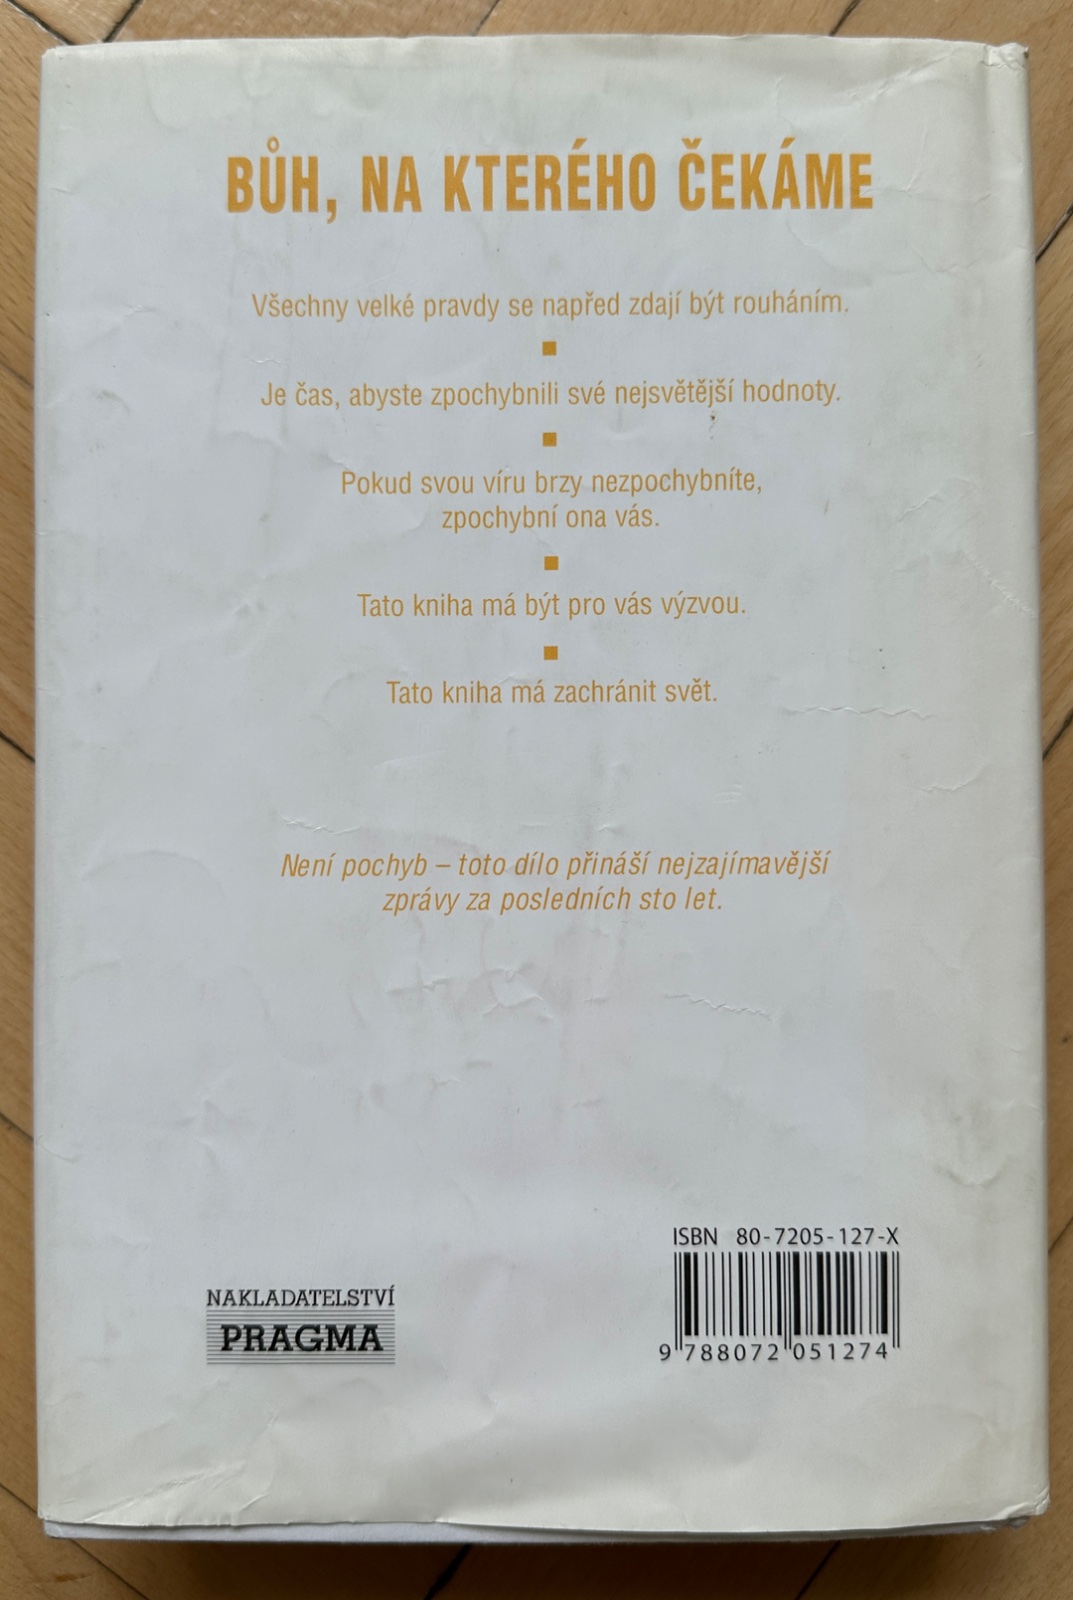 BŮH, NA KTERÉHO ČEKÁME
Všechny velké pravdy se napřed zdají být rouháním.
Je čas, abyste zpochybnili své nejsvětější hodnoty.
Pokud svou víru brzy nezpochybníte,
zpochybní ona vás.
Tato kniha má být pro vás výzvou.
Tato kniha má zachránit svět.
Není pochyb – toto dílo přináší nejzajímavější
zprávy za posledních sto let.
ISBN 80-7205-127-X
NAKLADATELSTVÍ
PRAGMA
9 788072 051274